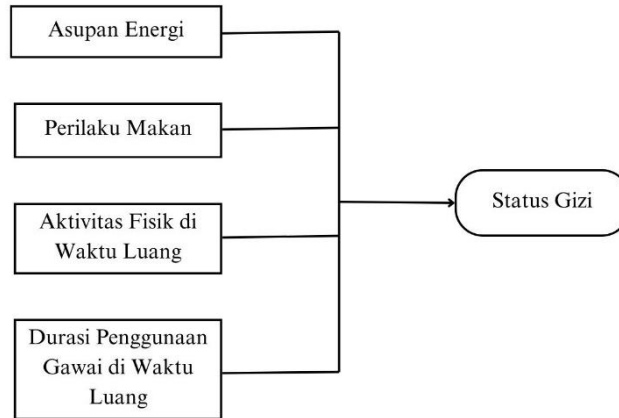 Asupan Energi
Perilaku Makan
Aktivitas Fisik di
Waktu Luang
Durasi Penggunaan
Gawai di Waktu
Luang
Status Gizi